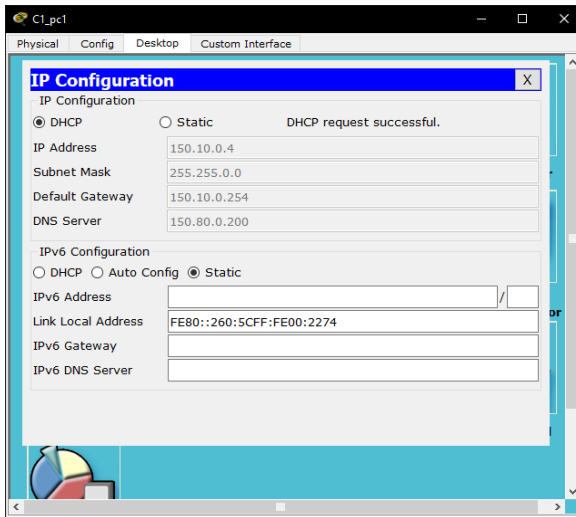 C1_pc1
Physical Config Desktop Custom Interface
IP Configuration X
IP Configuration
DHCP Static DHCP request successful.
IP Address 150.10.0.4
Subnet Mask 255.255.0.0
Default Gateway 150.10.0.254
DNS Server 150.80.0.200
IPv6 Configuration
DHCP Auto Config Static
IPv6 Address /
Link Local Address FE80::260:5CFF:FE00:2274
IPv6 Gateway
IPv6 DNS Server
or